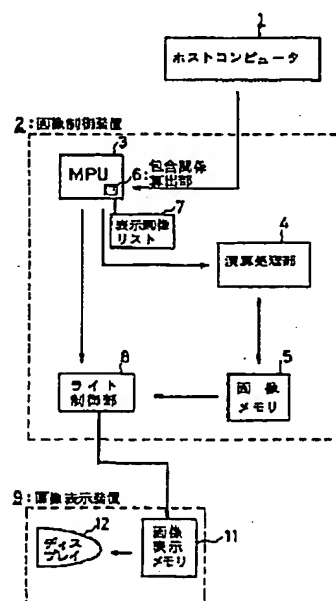 1
ホストコンピュータ
2:画像制御装置
3
MPU
6:包含関係
算出部
7
表示画像
リスト
4
演算処理部
8
ライト
制御部
5
画像
メモリ
9:画像表示装置
12
ディス
プレイ
画像
表示
メモリ
11